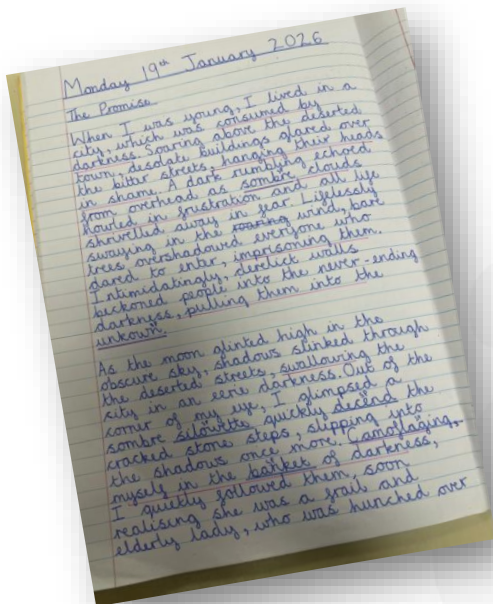 Monday 19th January 2026
The Promise
When I was young, I lived in a
city, which was consumed by
darkness. Soaring above the deserted
town, desolate buildings glared over
the bitter streets, hanging their heads
in shame. A dark rumbling echoed
from overhead as sombre clouds
howled in frustration and all life
shrivelled away in fear. Lifelessly
swaying in the roaring wind, bare
trees, overshadowed everyone who
dared to enter, imprisoning them.
Intimidatingly, derelict walls
beckoned people into the never-ending
darkness, pulling them into the
unkown.
As the moon glinted high in the
obscure sky, shadows slinked through
the deserted streets, swallowing the
city in an eerie darkness. Out of the
corner of my eye, I glimpsed a
sombre silouette quickly decend the
cracked stone steps, slipping into
the shadows once more. Camoflaging,
myself in the banket of darkness,
I quietly followed them, soon
realising she was a frail and
elderly lady, who was hunched over